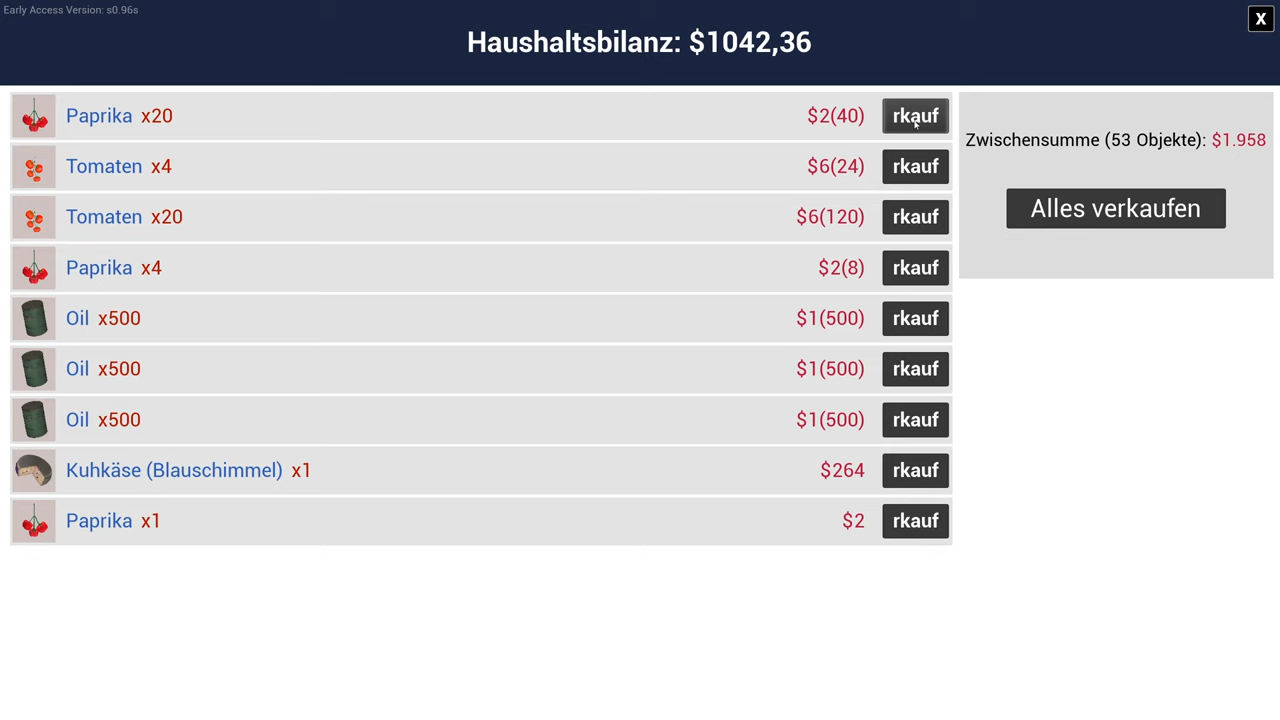 Early Access Version: s0.96s
X
Haushaltsbilanz: $1042,36
Paprika x20 $2(40) rkauf
Tomaten x4 $6(24) rkauf
Tomaten x20 $6(120) rkauf
Paprika x4 $2(8) rkauf
Oil x500 $1(500) rkauf
Oil x500 $1(500) rkauf
Oil x500 $1(500) rkauf
Kuhkäse (Blauschimmel) x1 $264 rkauf
Paprika x1 $2 rkauf
Zwischensumme (53 Objekte): $1.958
Alles verkaufen